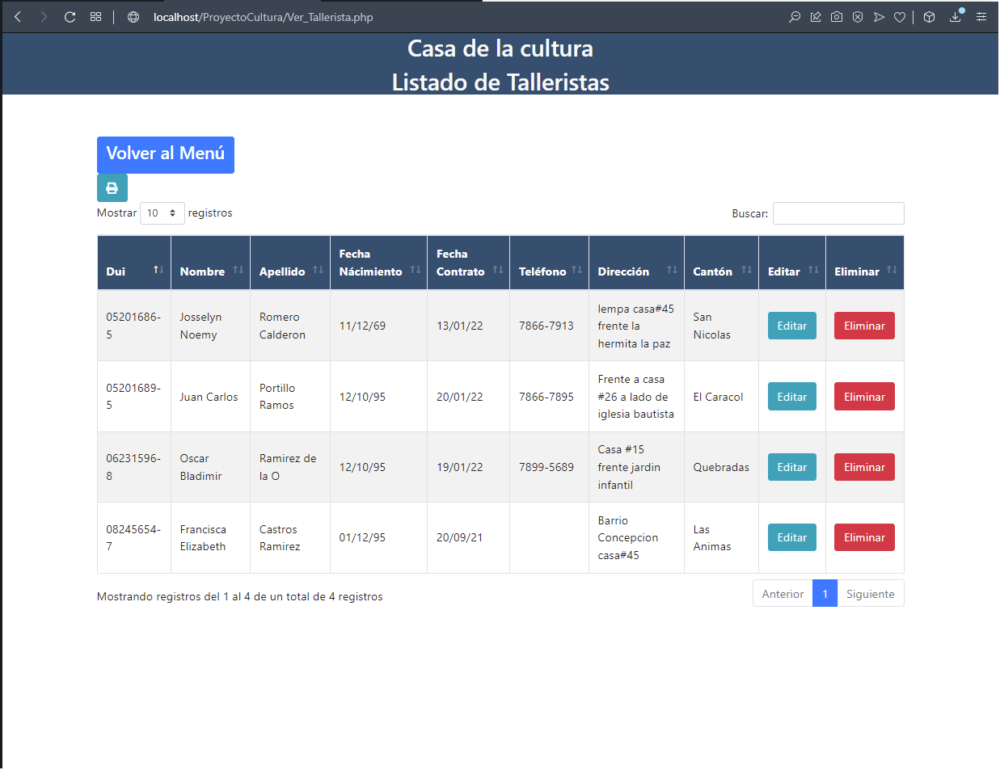 localhost/ProyectoCultura/Ver_Tallerista.php
Casa de la cultura
Listado de Talleristas
Volver al Menú
Mostrar 10 registros
Buscar:
Dui Nombre Apellido Fecha Nácimiento Fecha Contrato Teléfono Dirección Cantón Editar Eliminar
05201686-5 Josselyn Noemy Romero Calderon 11/12/69 13/01/22 7866-7913 lempa casa#45 frente la hermita la paz San Nicolas Editar Eliminar
05201689-5 Juan Carlos Portillo Ramos 12/10/95 20/01/22 7866-7895 Frente a casa #26 a lado de iglesia bautista El Caracol Editar Eliminar
06231596-8 Oscar Bladimir Ramirez de la O 12/10/95 19/01/22 7899-5689 Casa #15 frente jardin infantil Quebradas Editar Eliminar
08245654-7 Francisca Elizabeth Castros Ramirez 01/12/95 20/09/21 Barrio Concepcion casa#45 Las Animas Editar Eliminar
Mostrando registros del 1 al 4 de un total de 4 registros
Anterior 1 Siguiente